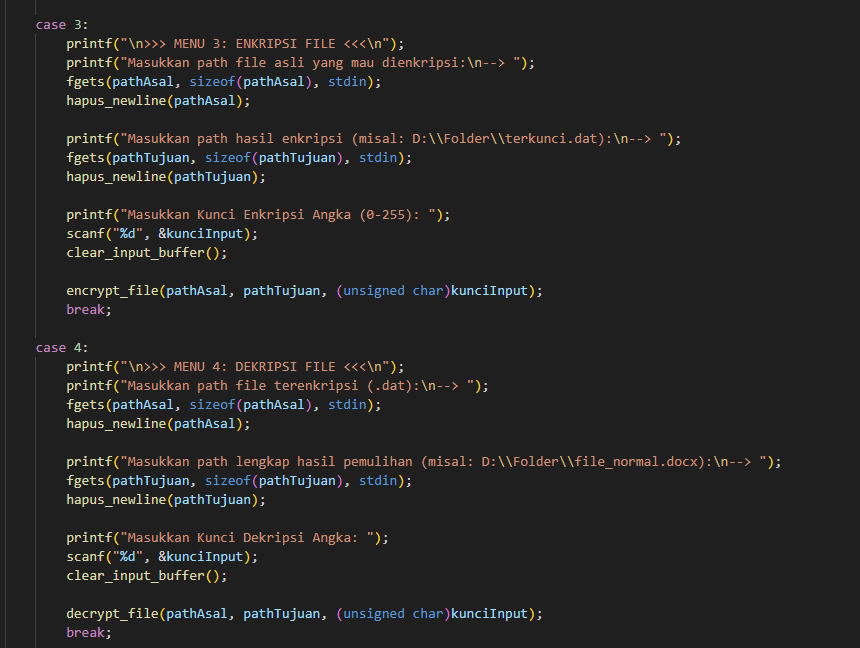 case 3:
    printf("\n>>> MENU 3: ENKRIPSI FILE <<<\n");
    printf("Masukkan path file asli yang mau dienkripsi:\n--> ");
    fgets(pathAsal, sizeof(pathAsal), stdin);
    hapus_newline(pathAsal);

    printf("Masukkan path hasil enkripsi (misal: D:\\Folder\\terkunci.dat):\n--> ");
    fgets(pathTujuan, sizeof(pathTujuan), stdin);
    hapus_newline(pathTujuan);

    printf("Masukkan Kunci Enkripsi Angka (0-255): ");
    scanf("%d", &kunciInput);
    clear_input_buffer();

    encrypt_file(pathAsal, pathTujuan, (unsigned char)kunciInput);
    break;

case 4:
    printf("\n>>> MENU 4: DEKRIPSI FILE <<<\n");
    printf("Masukkan path file terenkripsi (.dat):\n--> ");
    fgets(pathAsal, sizeof(pathAsal), stdin);
    hapus_newline(pathAsal);

    printf("Masukkan path lengkap hasil pemulihan (misal: D:\\Folder\\file_normal.docx):\n--> ");
    fgets(pathTujuan, sizeof(pathTujuan), stdin);
    hapus_newline(pathTujuan);

    printf("Masukkan Kunci Dekripsi Angka: ");
    scanf("%d", &kunciInput);
    clear_input_buffer();

    decrypt_file(pathAsal, pathTujuan, (unsigned char)kunciInput);
    break;